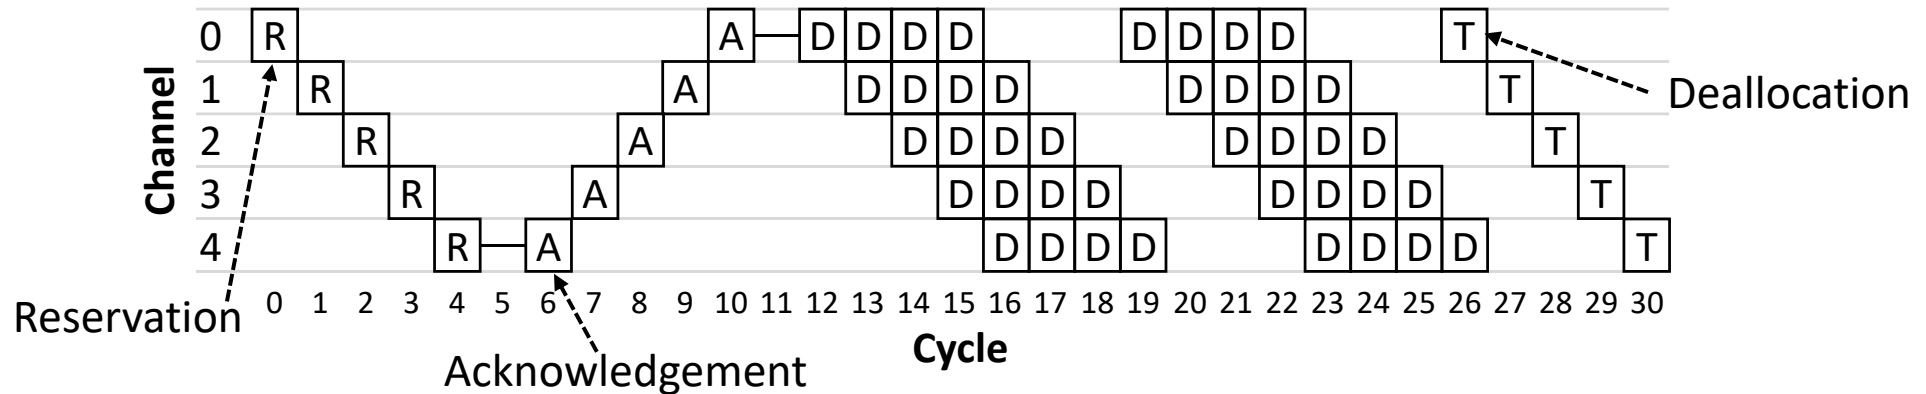 0 R A D D D D D D D D T
1 R A D D D D D D D D T
2 R A D D D D D D D D T
3 R A D D D D D D D D T
4 R A D D D D D D D D T
Channel
Deallocation
Reservation
0 1 2 3 4 5 6 7 8 9 10 11 12 13 14 15 16 17 18 19 20 21 22 23 24 25 26 27 28 29 30
Cycle
Acknowledgement